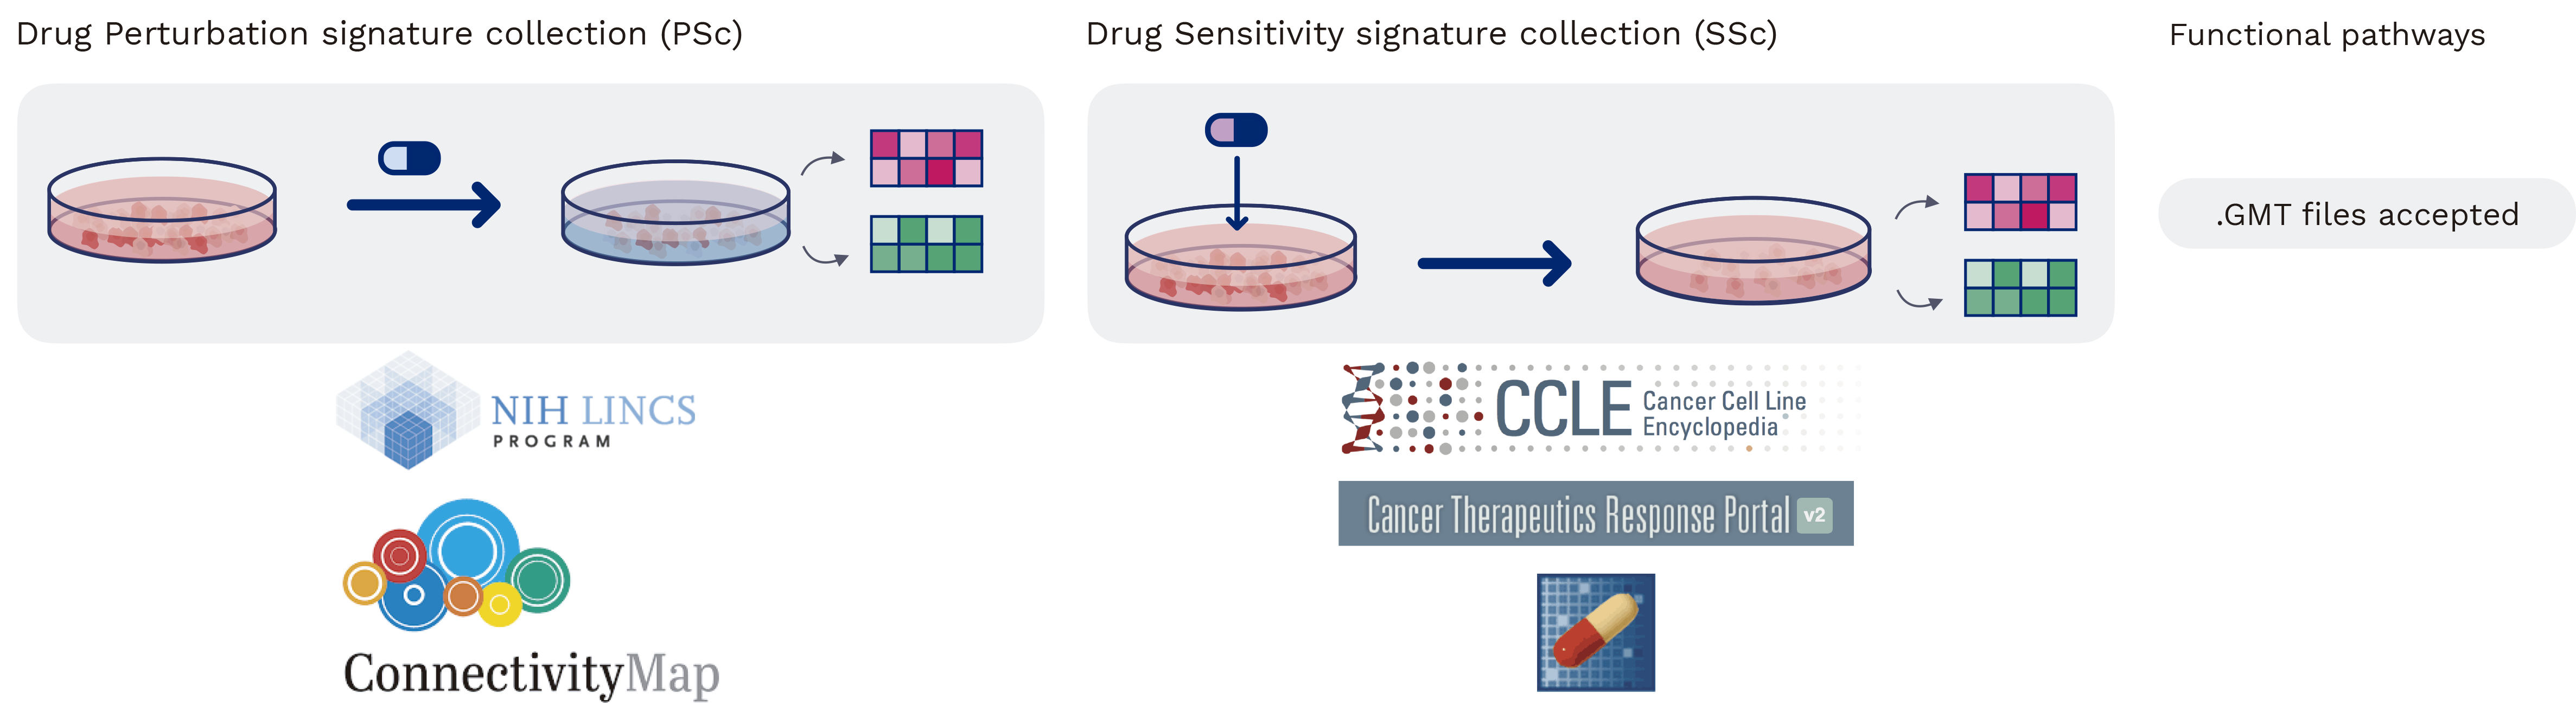 Drug Perturbation signature collection (PSc)
Drug Sensitivity signature collection (SSc)
Functional pathways
.GMT files accepted
NIH LINCS
PROGRAM
ConnectivityMap
CCLE
Cancer Cell Line
Encyclopedia
Cancer Therapeutics Response Portal v2